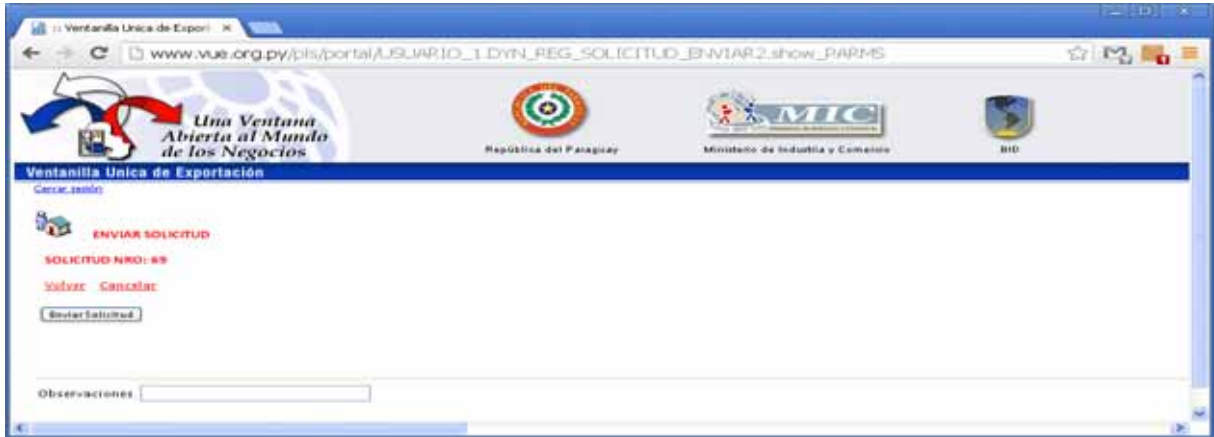 :: Ventanilla Unica de Export
www.vue.org.py/pls/portal/USUARIO_1.DYN_REG_SOLICITUD_ENVIAR2.show_PARMS
Una Ventana
Abierta al Mundo
de los Negocios
MIC
República del Paraguay
Ministerio de Industria y Comercio
BID
Ventanilla Unica de Exportación
Cerrar sesión
ENVIAR SOLICITUD
SOLICITUD NRO: 69
Volver Cancelar
Enviar Solicitud
Observaciones